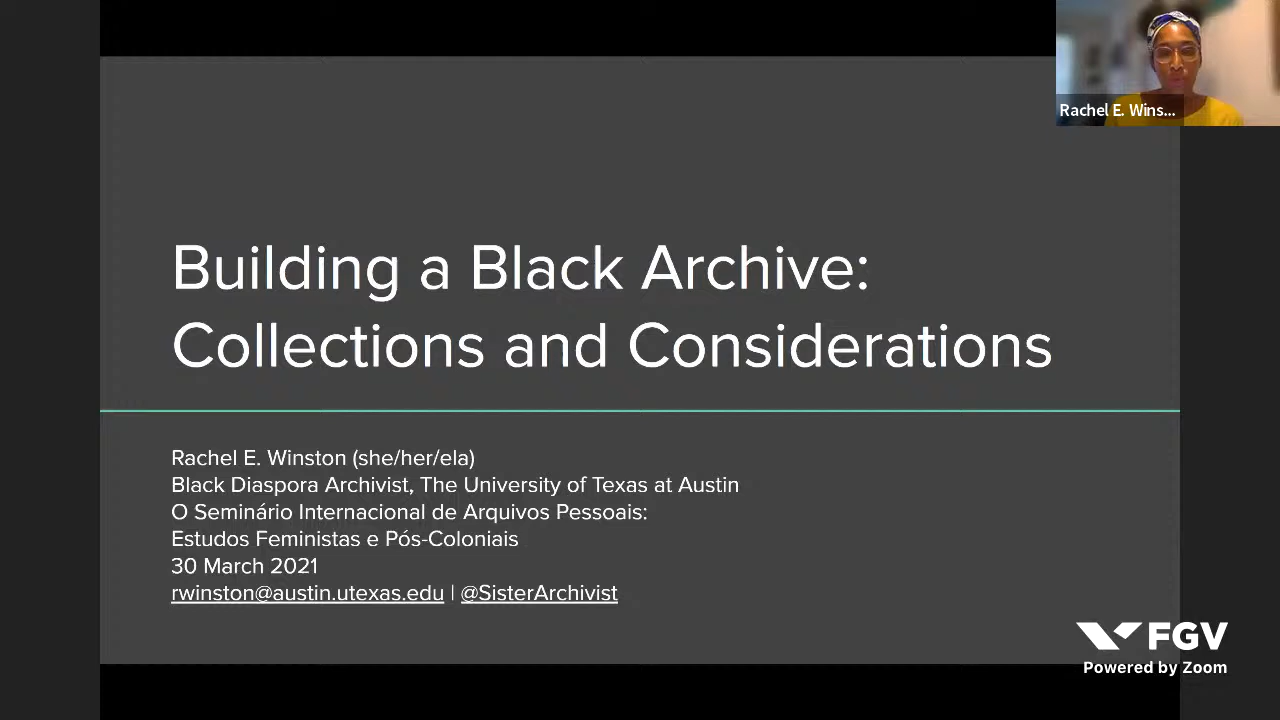 Rachel E. Wins...
Building a Black Archive:
Collections and Considerations
Rachel E. Winston (she/her/ela)
Black Diaspora Archivist, The University of Texas at Austin
O Seminário Internacional de Arquivos Pessoais:
Estudos Feministas e Pós-Coloniais
30 March 2021
rwinston@austin.utexas.edu | @SisterArchivist
FGV
Powered by Zoom